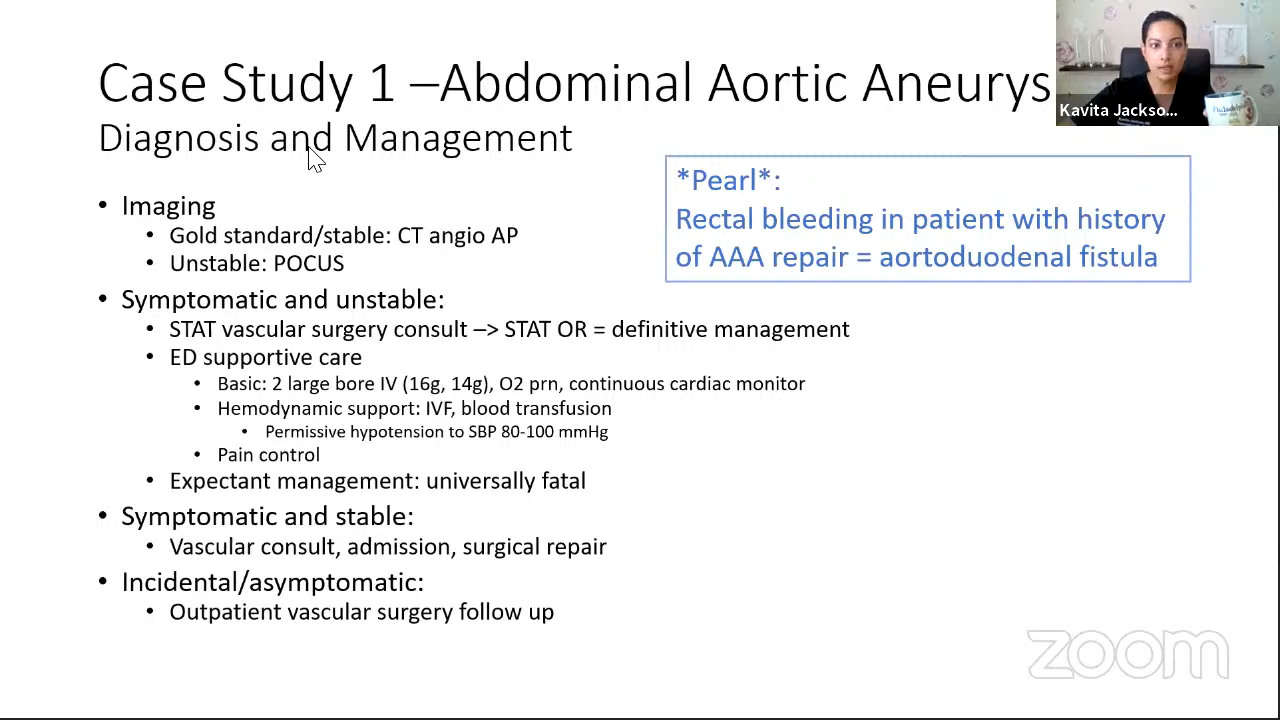 Case Study 1 –Abdominal Aortic Aneurys
Diagnosis and Management
Kavita Jackso...
*Pearl*:
Rectal bleeding in patient with history
of AAA repair = aortoduodenal fistula
• Imaging
• Gold standard/stable: CT angio AP
• Unstable: POCUS
• Symptomatic and unstable:
• STAT vascular surgery consult –> STAT OR = definitive management
• ED supportive care
• Basic: 2 large bore IV (16g, 14g), O2 prn, continuous cardiac monitor
• Hemodynamic support: IVF, blood transfusion
• Permissive hypotension to SBP 80-100 mmHg
• Pain control
• Expectant management: universally fatal
• Symptomatic and stable:
• Vascular consult, admission, surgical repair
• Incidental/asymptomatic:
• Outpatient vascular surgery follow up
zoom